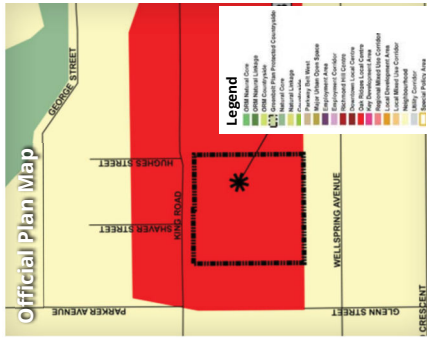 Official Plan Map
GEORGE STREET
HUGHES STREET
SHAVER STREET
KING ROAD
PARKER AVENUE
WELLSPRING AVENUE
GLENN STREET
CRESCENT
Legend
ORM Natural Core
ORM Natural Linkage
ORM Countryside
Greenbelt Plan Protected Countryside
Natural Core
Natural Linkage
Countryside
Parkway Belt West
Major Urban Open Space
Employment Area
Employment Corridor
Richmond Hill Centre
Downtown Local Centre
Oak Ridges Local Centre
Key Development Area
Regional Mixed Use Corridor
Local Development Area
Local Mixed Use Corridor
Neighbourhood
Utility Corridor
Special Policy Area